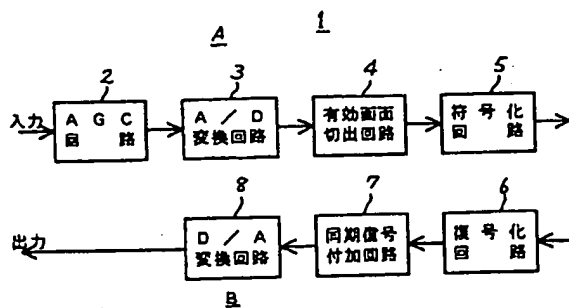 A
1
2
3
4
5
入力
A G C
回 路
A / D
変換回路
有効画面
切出回路
符 号 化
回 路
8
7
6
出力
D / A
変換回路
同期信号
付加回路
復 号 化
回 路
B